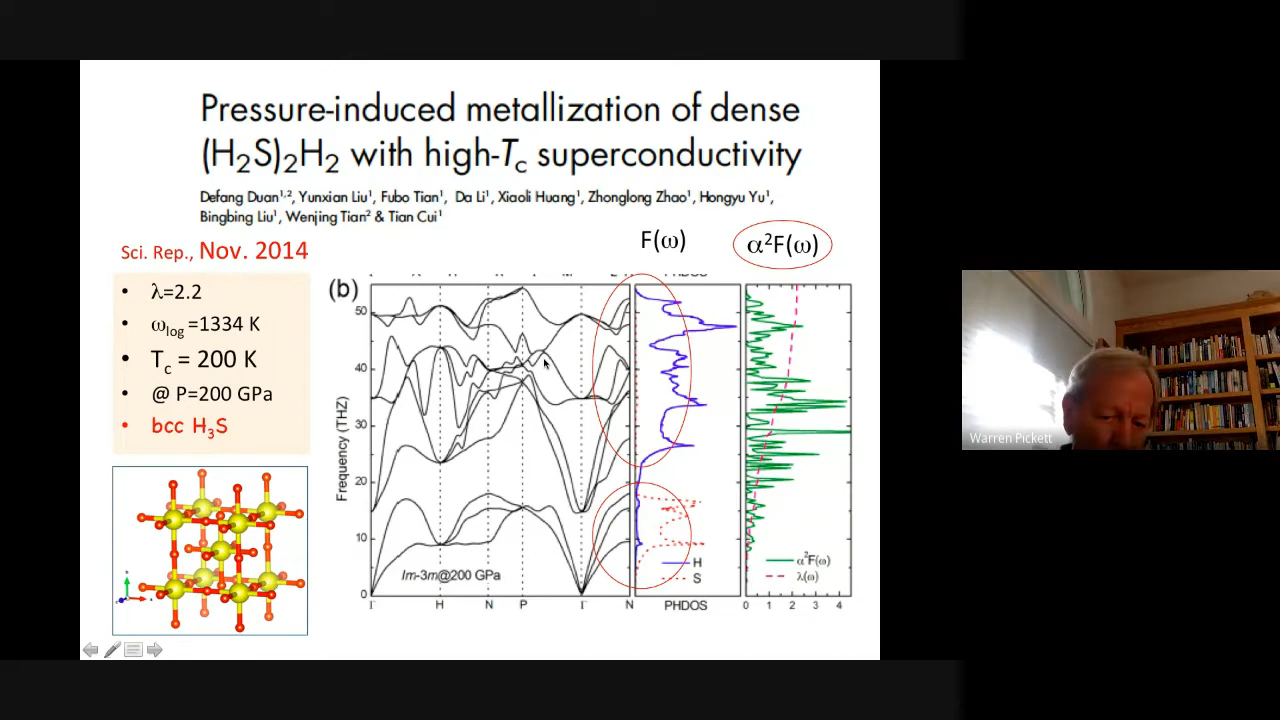 Pressure-induced metallization of dense
(H₂S)₂H₂ with high-Tc superconductivity
Defang Duan¹,², Yunxian Liu¹, Fubo Tian¹, Da Li¹, Xiaoli Huang¹, Zhonglong Zhao¹, Hongyu Yu¹,
Bingbing Liu¹, Wenjing Tian² & Tian Cui¹
Sci. Rep., Nov. 2014
F(ω)
α²F(ω)
• λ=2.2
• ωlog =1334 K
• Tc = 200 K
• @ P=200 GPa
• bcc H₃S
(b)
Frequency (THZ)
50
40
30
20
10
0
Im-3m@200 GPa
Γ H N P Γ N
H
S
PHDOS
α²F(ω)
λ(ω)
0 1 2 3 4
Warren Pickett